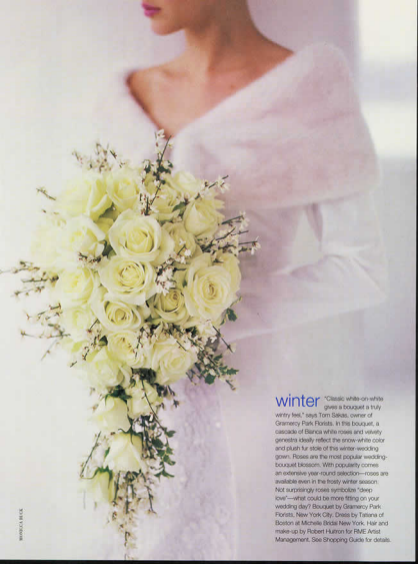 winter "Classic white-on-white
gives a bouquet a truly
wintry feel," says Tom Sakas, owner of
Gramercy Park Florists. In this bouquet, a
cascade of Bianca white roses and velvety
genestra ideally reflect the snow-white color
and plush fur stole of this winter-wedding
gown. Roses are the most popular wedding-
bouquet blossom. With popularity comes
an extensive year-round selection—roses are
available even in the frosty winter season.
Not surprisingly roses symbolize "deep
love"—what could be more fitting on your
wedding day? Bouquet by Gramercy Park
Florists, New York City. Dress by Tatiana of
Boston at Michelle Bridal New York. Hair and
make-up by Robert Huitron for RME Artist
Management. See Shopping Guide for details.